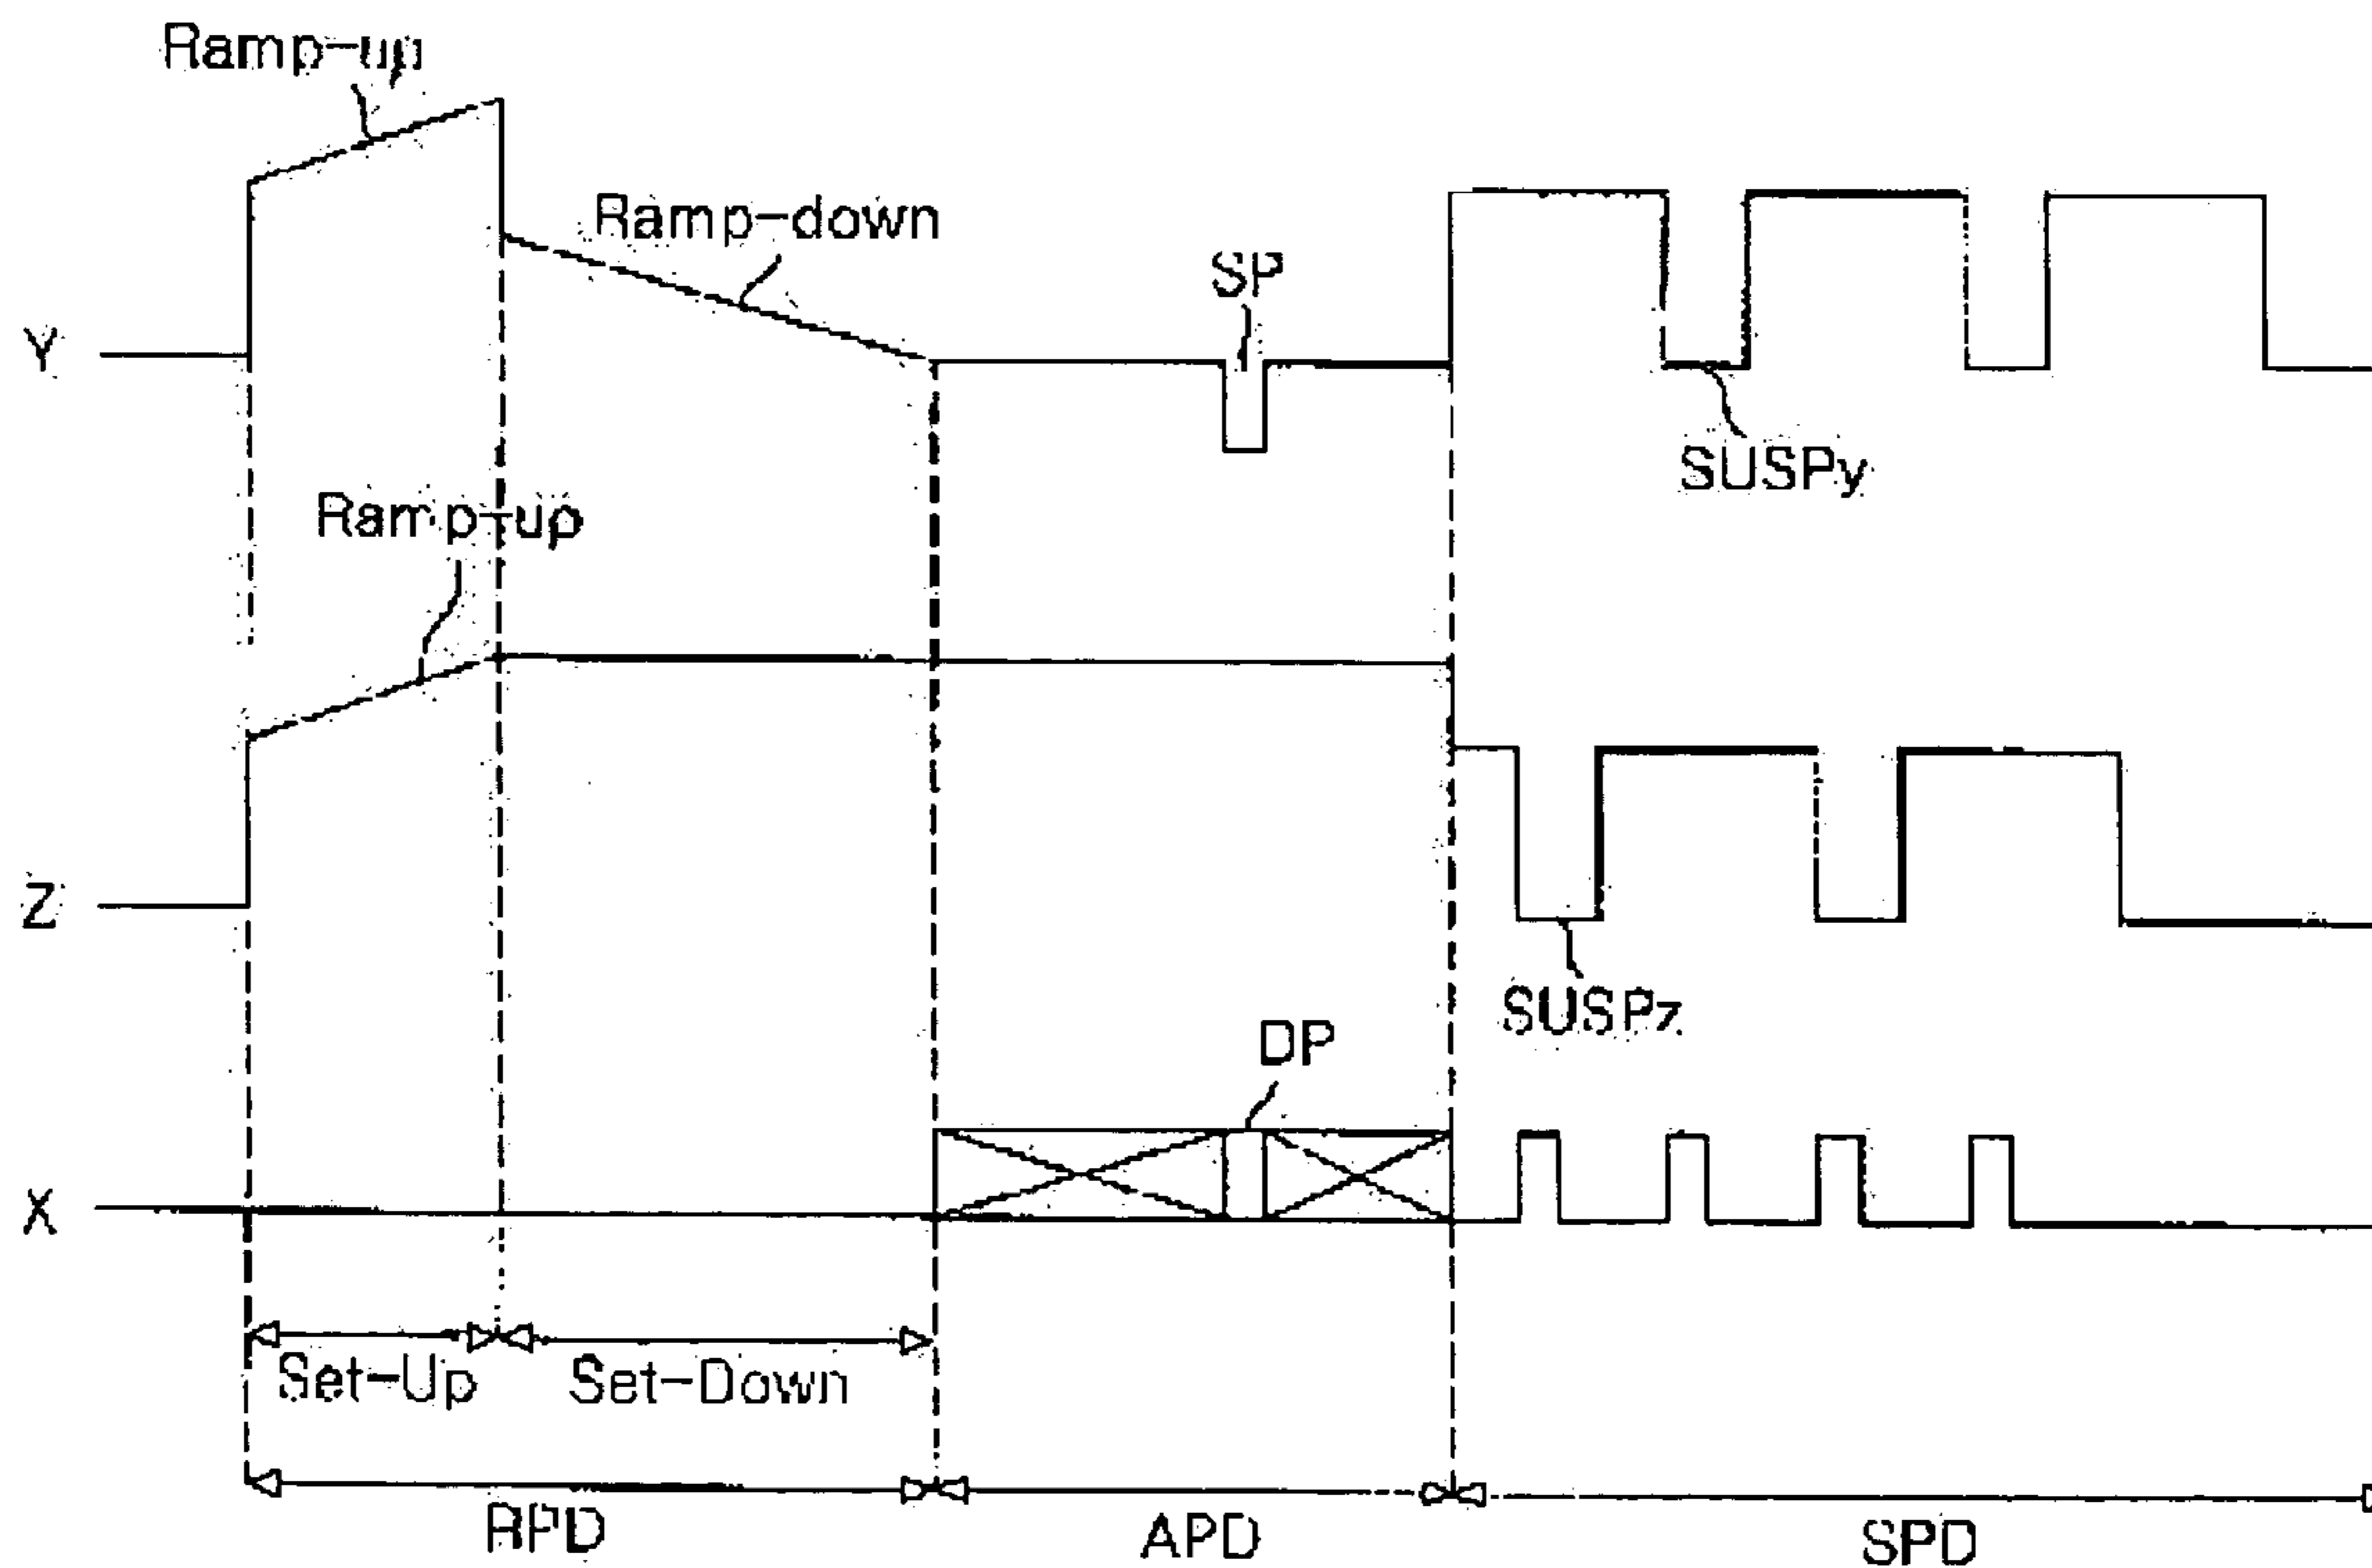 Ramp-up
Ramp-down
SP
Y
SUSPy
Ramp-up
Z
SUSPz
DP
X
Set-Up
Set-Down
RPD
APD
SPD